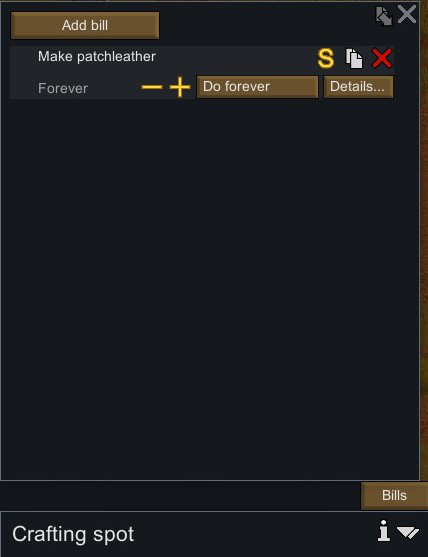 Add bill
Make patchleather
S
Forever
Do forever
Details...
Bills
Crafting spot
i